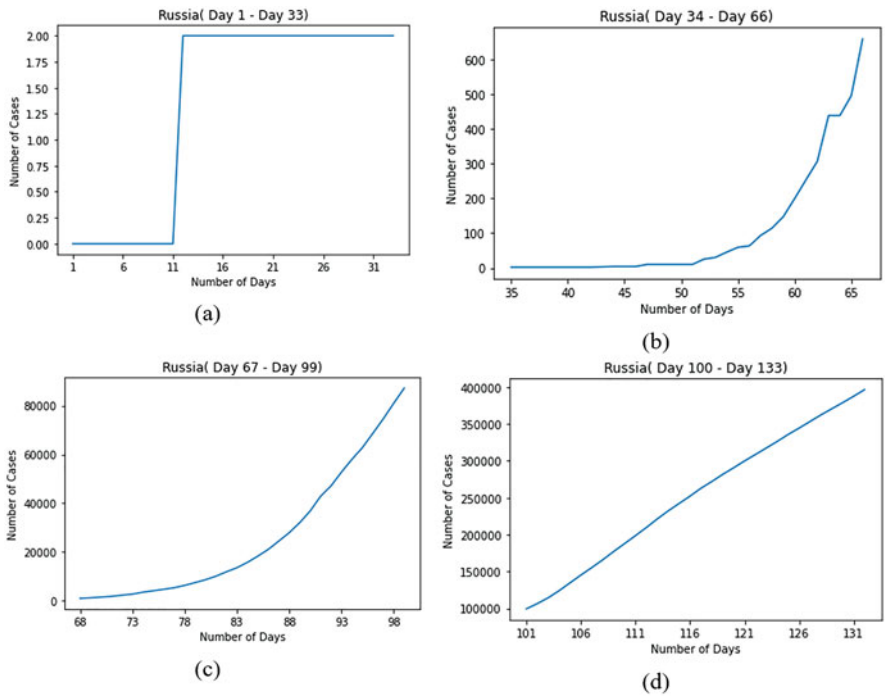 Russia( Day 1 - Day 33)
2.00
1.75
1.50
1.25
1.00
0.75
0.50
0.25
0.00
Number of Cases
1 6 11 16 21 26 31
Number of Days
(a)
Russia( Day 34 - Day 66)
600
500
400
300
200
100
0
Number of Cases
35 40 45 50 55 60 65
Number of Days
(b)
Russia( Day 67 - Day 99)
80000
60000
40000
20000
0
Number of Cases
68 73 78 83 88 93 98
Number of Days
(c)
Russia( Day 100 - Day 133)
400000
350000
300000
250000
200000
150000
100000
Number of Cases
101 106 111 116 121 126 131
Number of Days
(d)